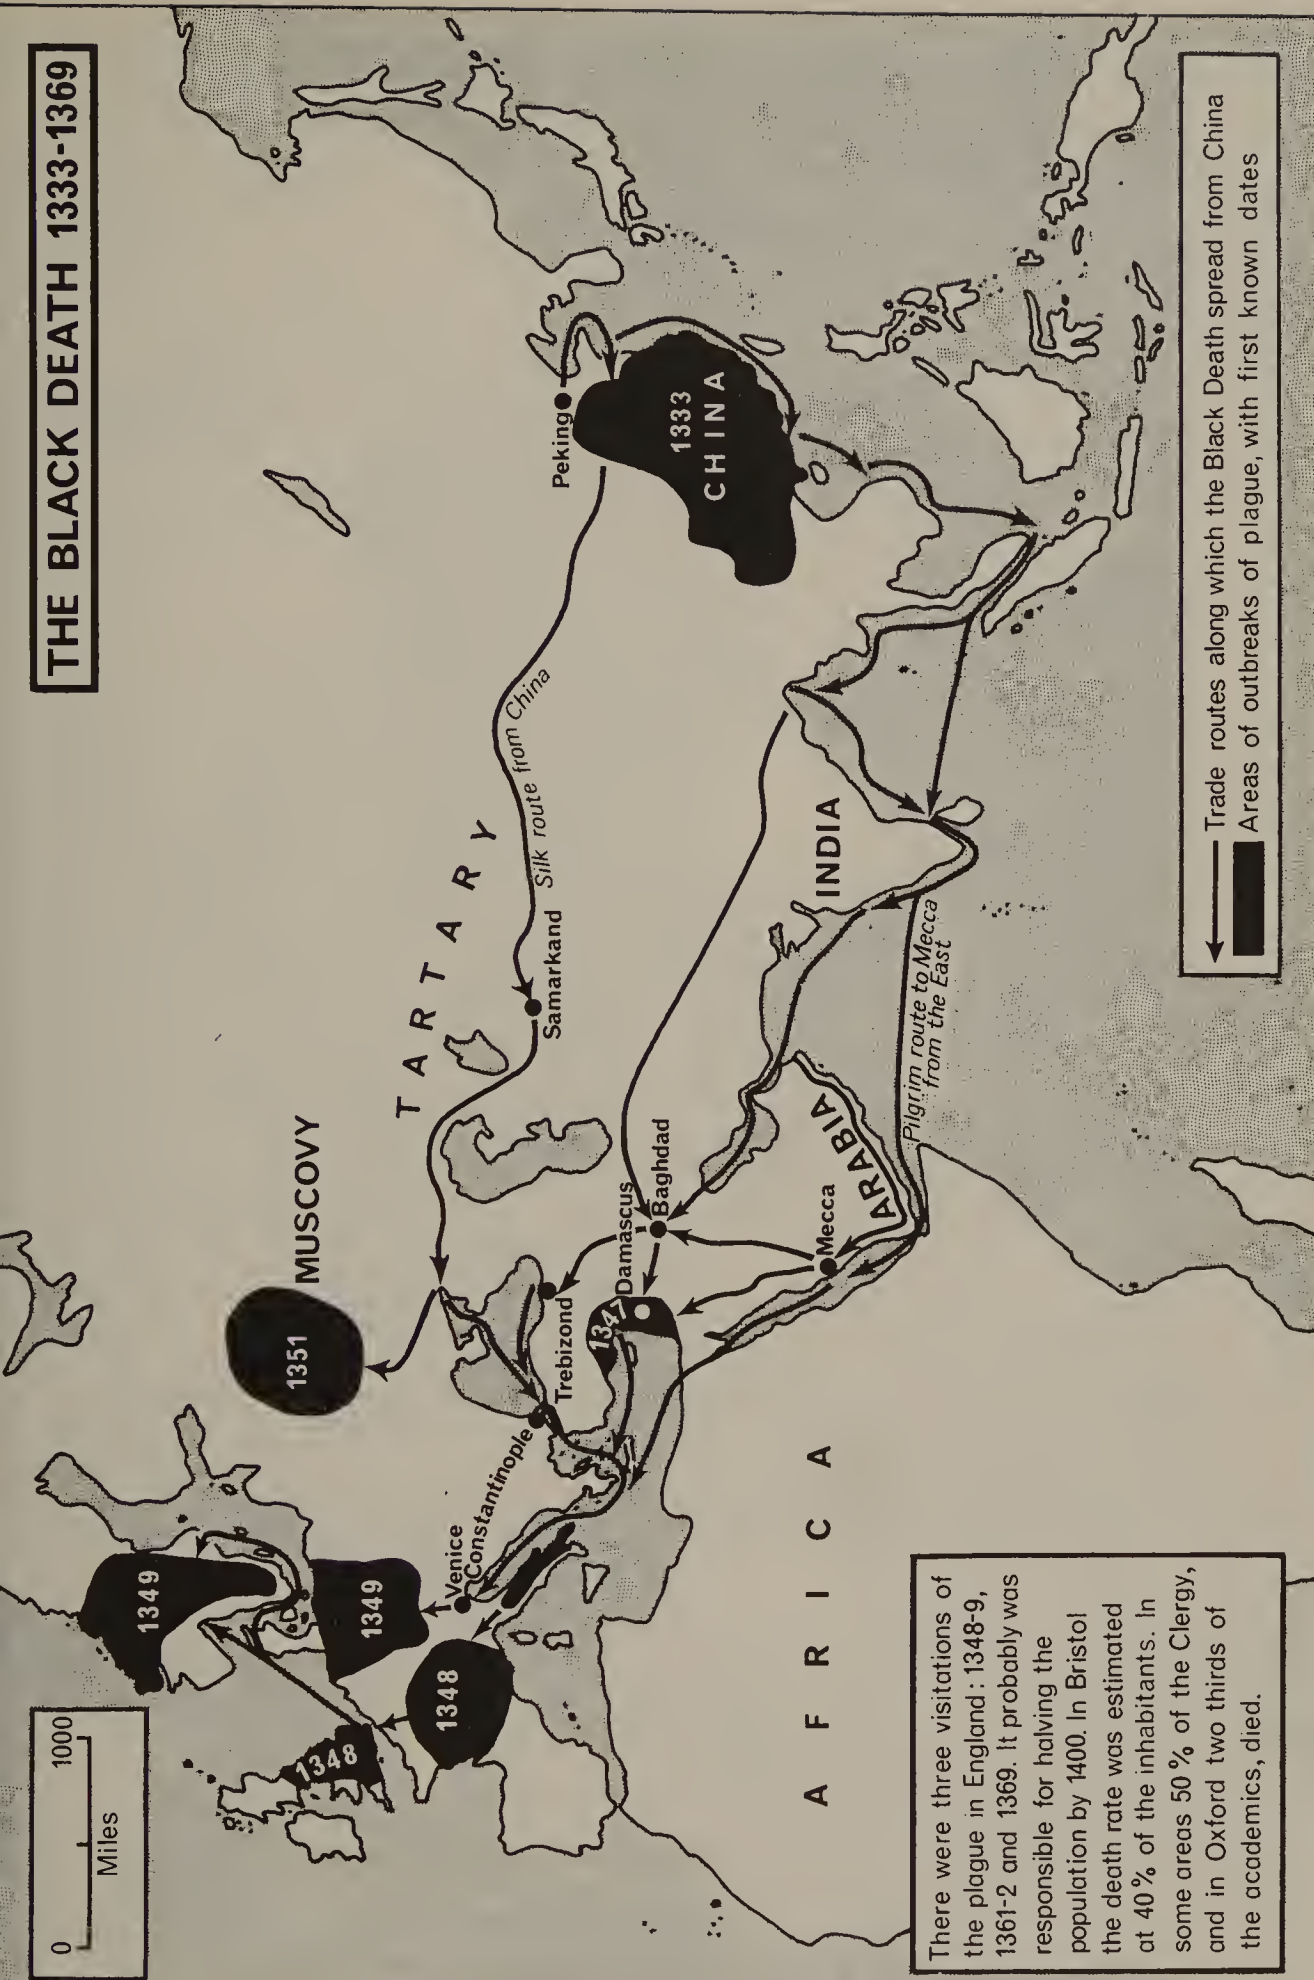 THE BLACK DEATH 1333-1369
0 1000
Miles
MUSCOVY
1351
TARTARY
1349
1349
1348
1348
Venice
Constantinople
Trebizond
1347
Damascus
Baghdad
Mecca
ARABIA
Samarkand
Silk route from China
Peking
1333
CHINA
INDIA
Pilgrim route to Mecca
from the East
AFRICA
There were three visitations of
the plague in England : 1348-9,
1361-2 and 1369. It probably was
responsible for halving the
population by 1400. In Bristol
the death rate was estimated
at 40% of the inhabitants. In
some areas 50% of the Clergy,
and in Oxford two thirds of
the academics, died.
Trade routes along which the Black Death spread from China
Areas of outbreaks of plague, with first known dates